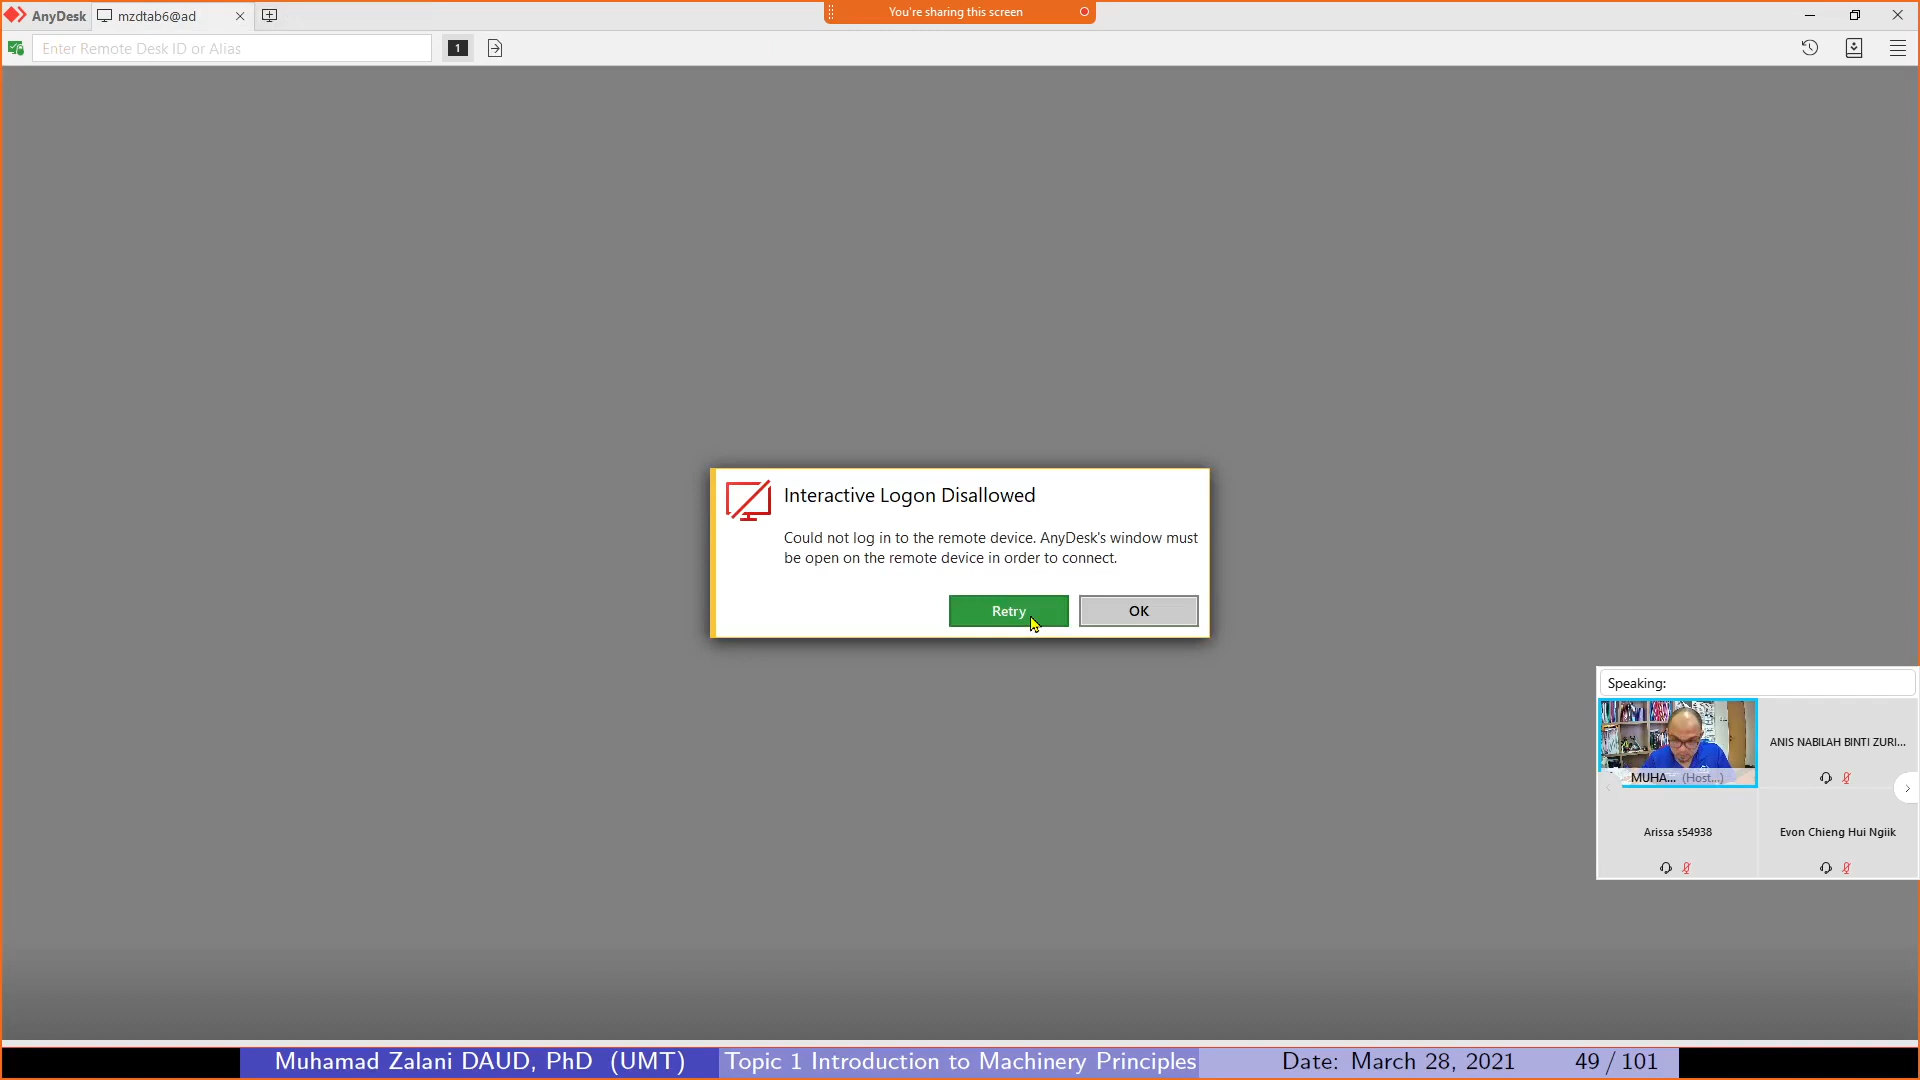 AnyDesk
mzdtab6@ad
You're sharing this screen
Enter Remote Desk ID or Alias
1
Interactive Logon Disallowed
Could not log in to the remote device. AnyDesk's window must
be open on the remote device in order to connect.
Retry
OK
Speaking:
MUHA... (Host...)
ANIS NABILAH BINTI ZURI...
Arissa s54938
Evon Chieng Hui Ngiik
Muhamad Zalani DAUD, PhD (UMT)
Topic 1 Introduction to Machinery Principles
Date: March 28, 2021
49 / 101